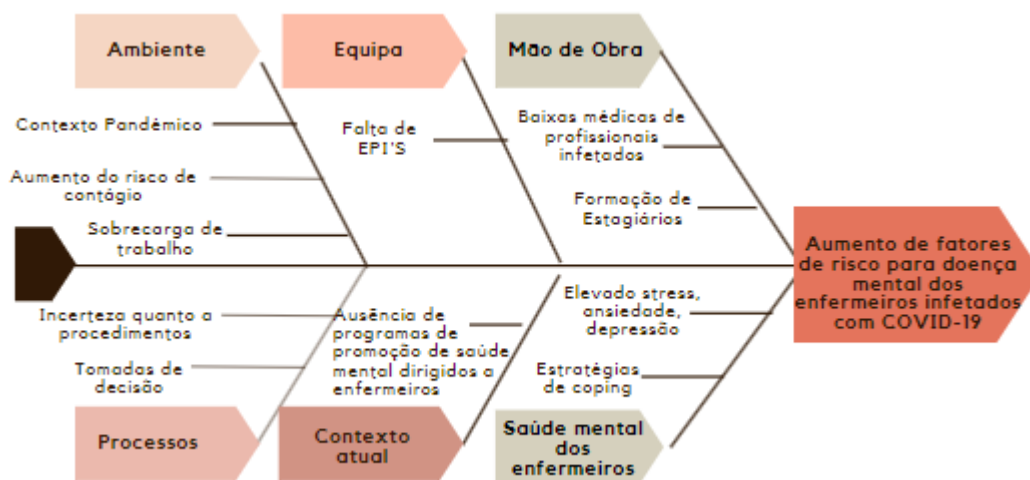 Ambiente
Equipa
Mão de Obra
Contexto Pandémico
Aumento do risco de
contágio
Sobrecarga de
trabalho
Falta de
EPI'S
Baixas médicas de
profissionais
infetados
Formação de
Estagiários
Aumento de fatores
de risco para doença
mental dos
enfermeiros infetados
com COVID-19
Incerteza quanto a
procedimentos
Tomadas de
decisão
Ausência de
programas de
promoção de saúde
mental dirigidos a
enfermeiros
Elevado stress,
ansiedade,
depressão
Estratégias
de coping
Processos
Contexto
atual
Saúde mental
dos
enfermeiros